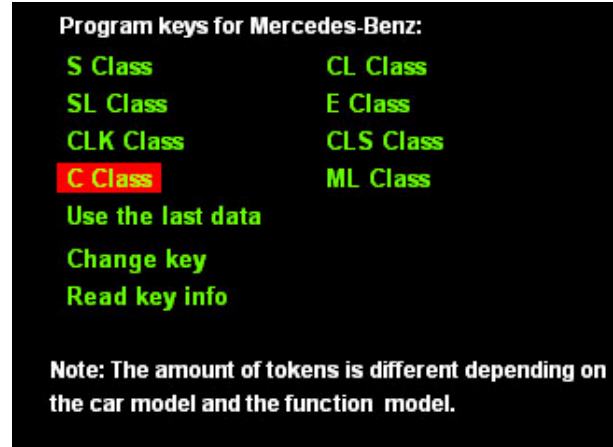 Program keys for Mercedes-Benz:
S Class CL Class
SL Class E Class
CLK Class CLS Class
C Class ML Class
Use the last data
Change key
Read key info
Note: The amount of tokens is different depending on
the car model and the function model.